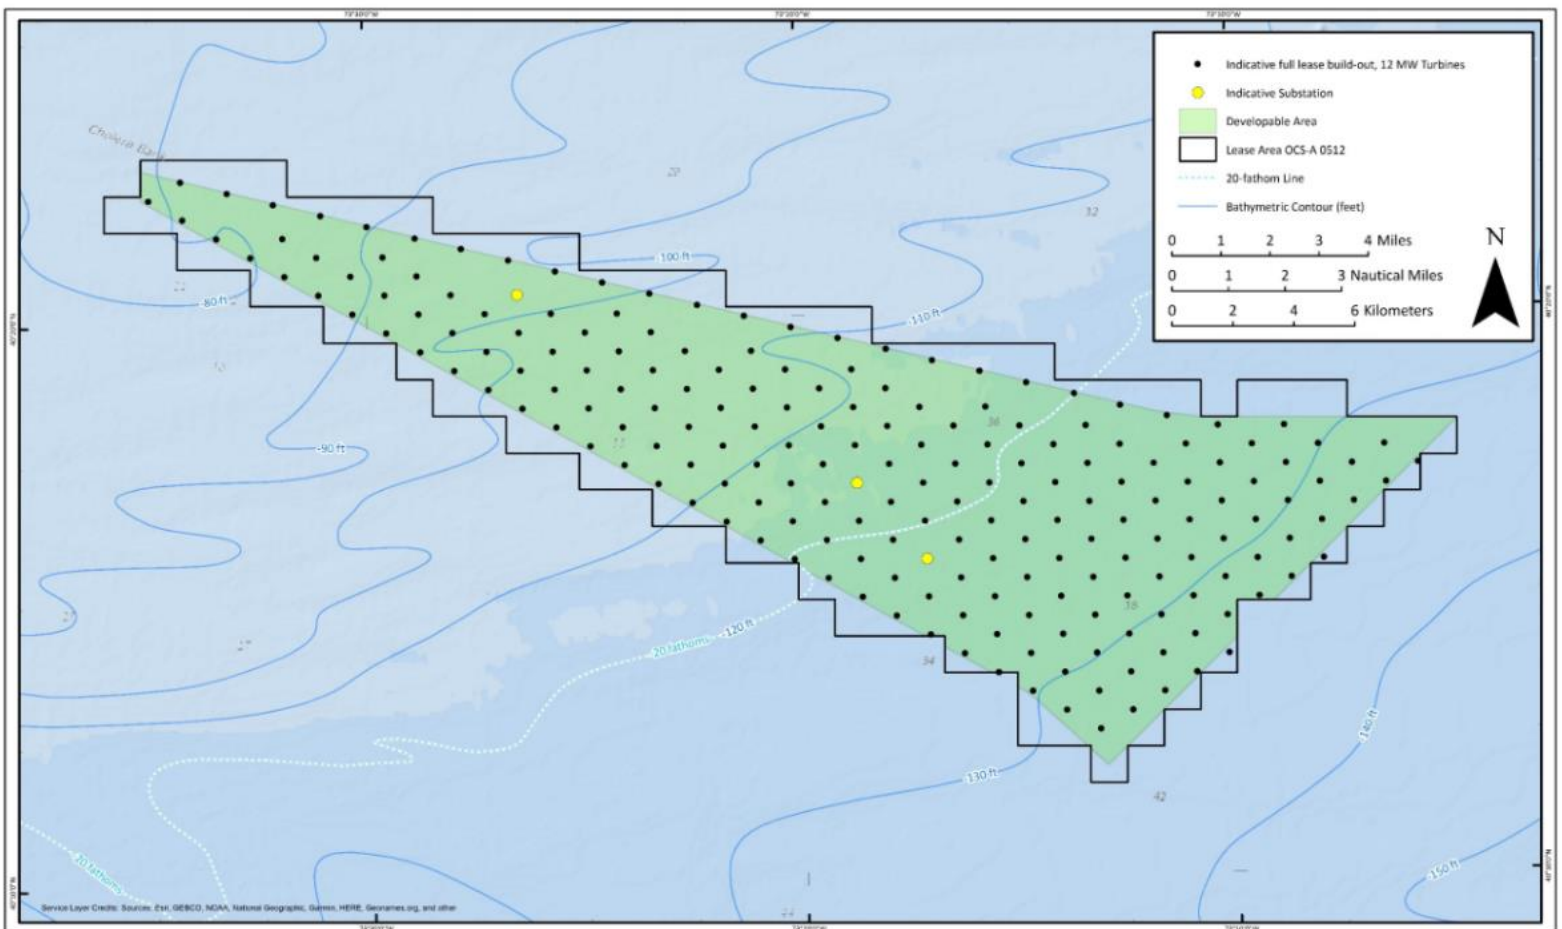 Indicative full lease build-out, 12 MW Turbines
Indicative Substation
Developable Area
Lease Area OCS-A 0512
20-fathom Line
Bathymetric Contour (feet)
0 1 2 3 4 Miles
0 1 2 3 Nautical Miles
0 2 4 6 Kilometers
N
Cholera Bank
29
32
-100 ft
-80 ft
-110 ft
36
-90 ft
-120 ft
20 fathoms
-130 ft
-140 ft
42
-150 ft
20 fathoms
Service Layer Credits: Sources: Esri, GEBCO, NOAA, National Geographic, Garmin, HERE, Geonames.org, and other